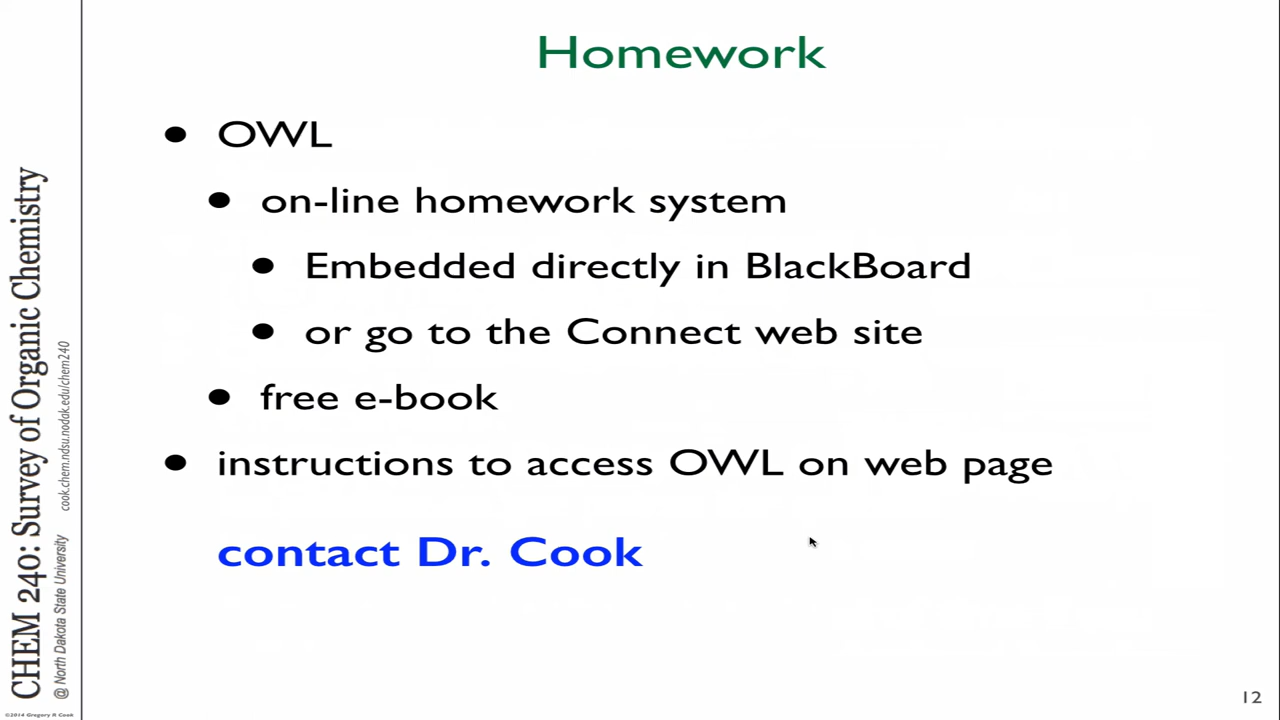 Homework
• OWL
• on-line homework system
• Embedded directly in BlackBoard
• or go to the Connect web site
• free e-book
• instructions to access OWL on web page
contact Dr. Cook
CHEM 240: Survey of Organic Chemistry
@ North Dakota State University
cook.chem.ndsu.nodak.edu/chem240
©2014 Gregory R Cook
12